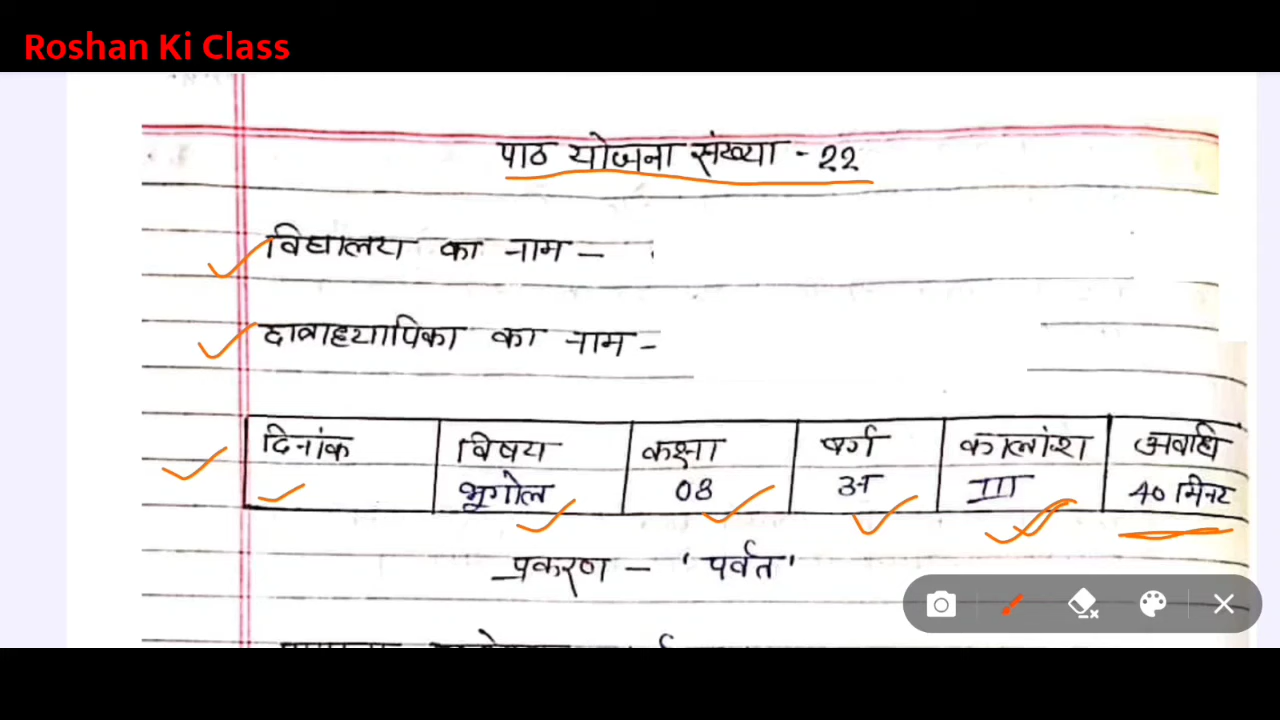 Roshan Ki Class
पाठ योजना संख्या - 22
विद्यालय का नाम -
छात्राध्यापिका का नाम -
दिनांक विषय कक्षा वर्ग कालांश अवधि
भूगोल 08 अ III 40 मिनट
प्रकरण - 'पर्वत'